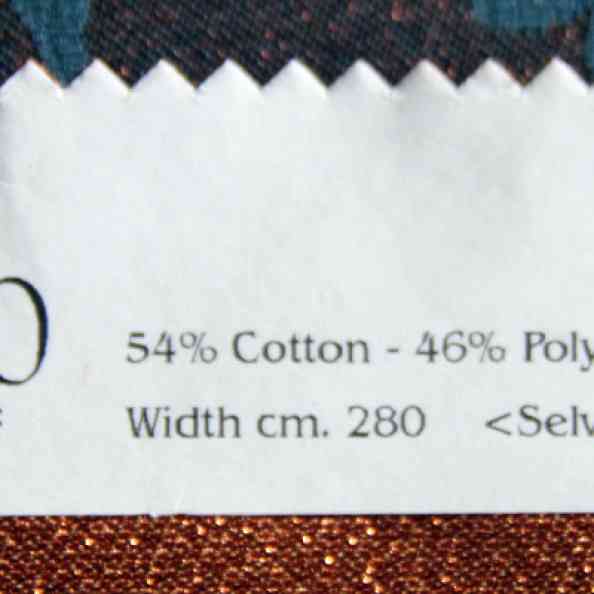 54% Cotton - 46% Poly
Width cm. 280 <Selv